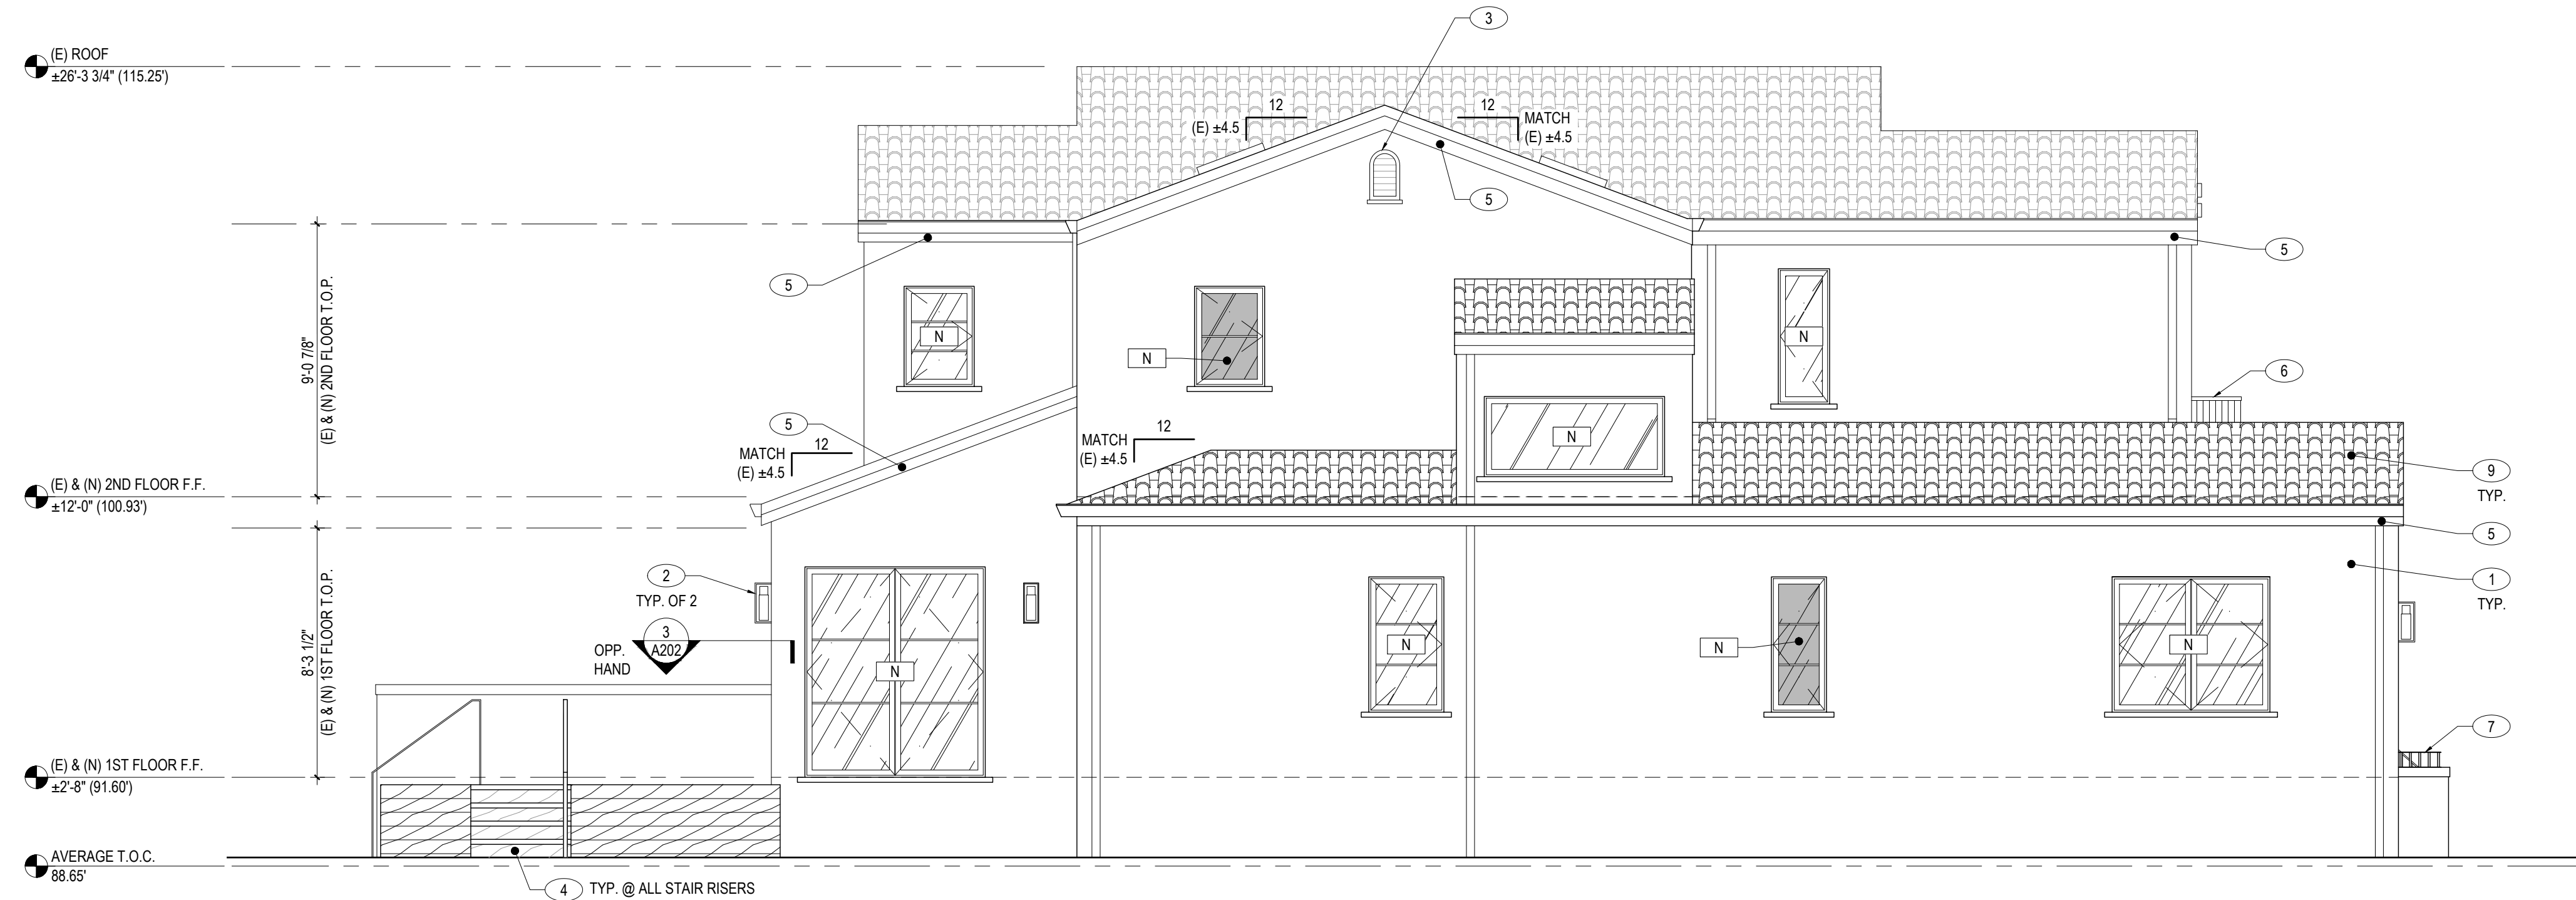 3
(E) ROOF
±26'-3 3/4" (115.25')
12
(E) ±4.5
12
MATCH
(E) ±4.5
5
5
5
9'-0 7/8"
(E) & (N) 2ND FLOOR T.O.P.
N
N
N
6
N
5
MATCH
(E) ±4.5
12
MATCH
(E) ±4.5
12
9
TYP.
(E) & (N) 2ND FLOOR F.F.
±12'-0" (100.93')
5
1
TYP.
2
TYP. OF 2
8'-3 1/2"
(E) & (N) 1ST FLOOR T.O.P.
OPP.
HAND
3
A202
N
N
N
N
7
(E) & (N) 1ST FLOOR F.F.
±2'-8" (91.60')
AVERAGE T.O.C.
88.65'
4 TYP. @ ALL STAIR RISERS